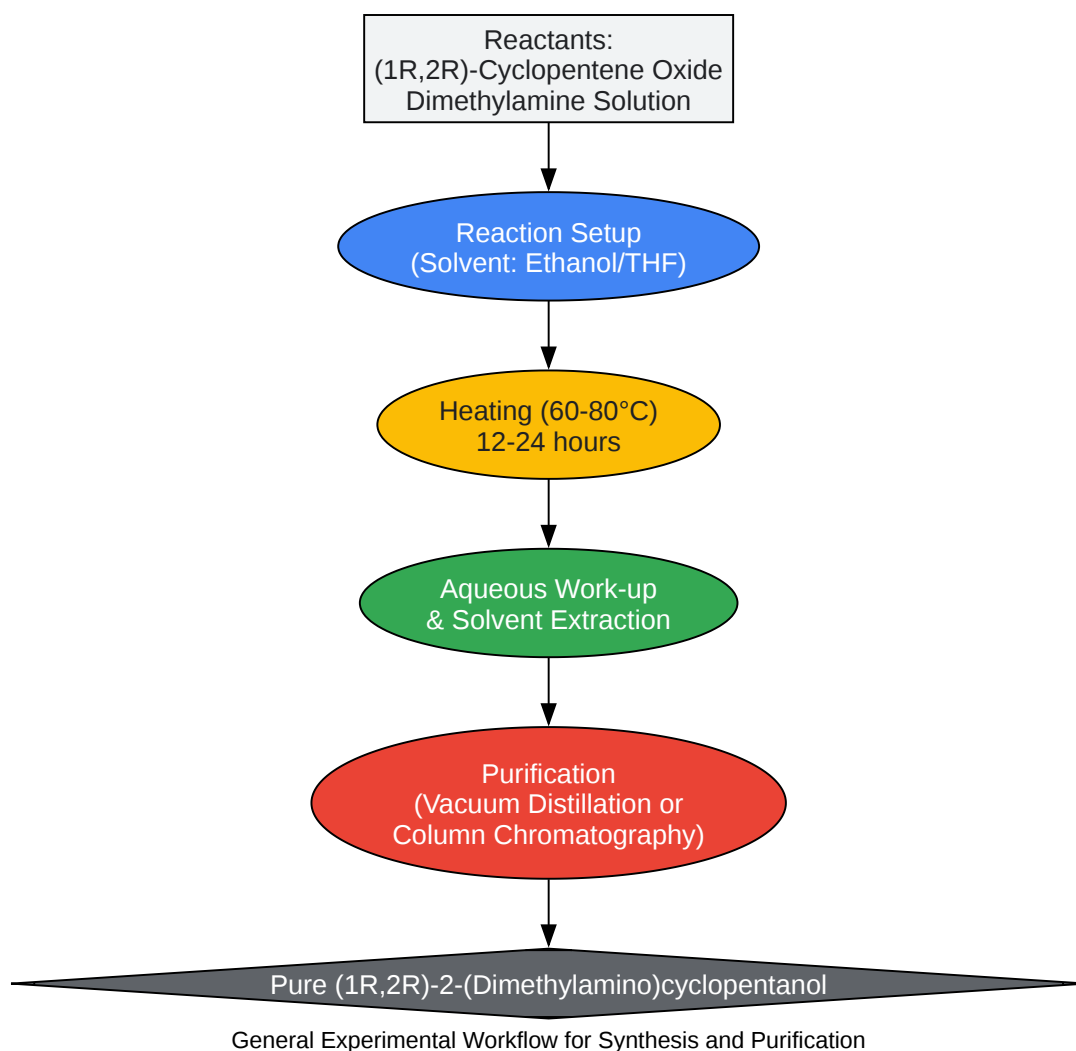 Reactants:
(1R,2R)-Cyclopentene Oxide
Dimethylamine Solution
Reaction Setup
(Solvent: Ethanol/THF)
Heating (60-80°C)
12-24 hours
Aqueous Work-up
& Solvent Extraction
Purification
(Vacuum Distillation or
Column Chromatography)
Pure (1R,2R)-2-(Dimethylamino)cyclopentanol
General Experimental Workflow for Synthesis and Purification